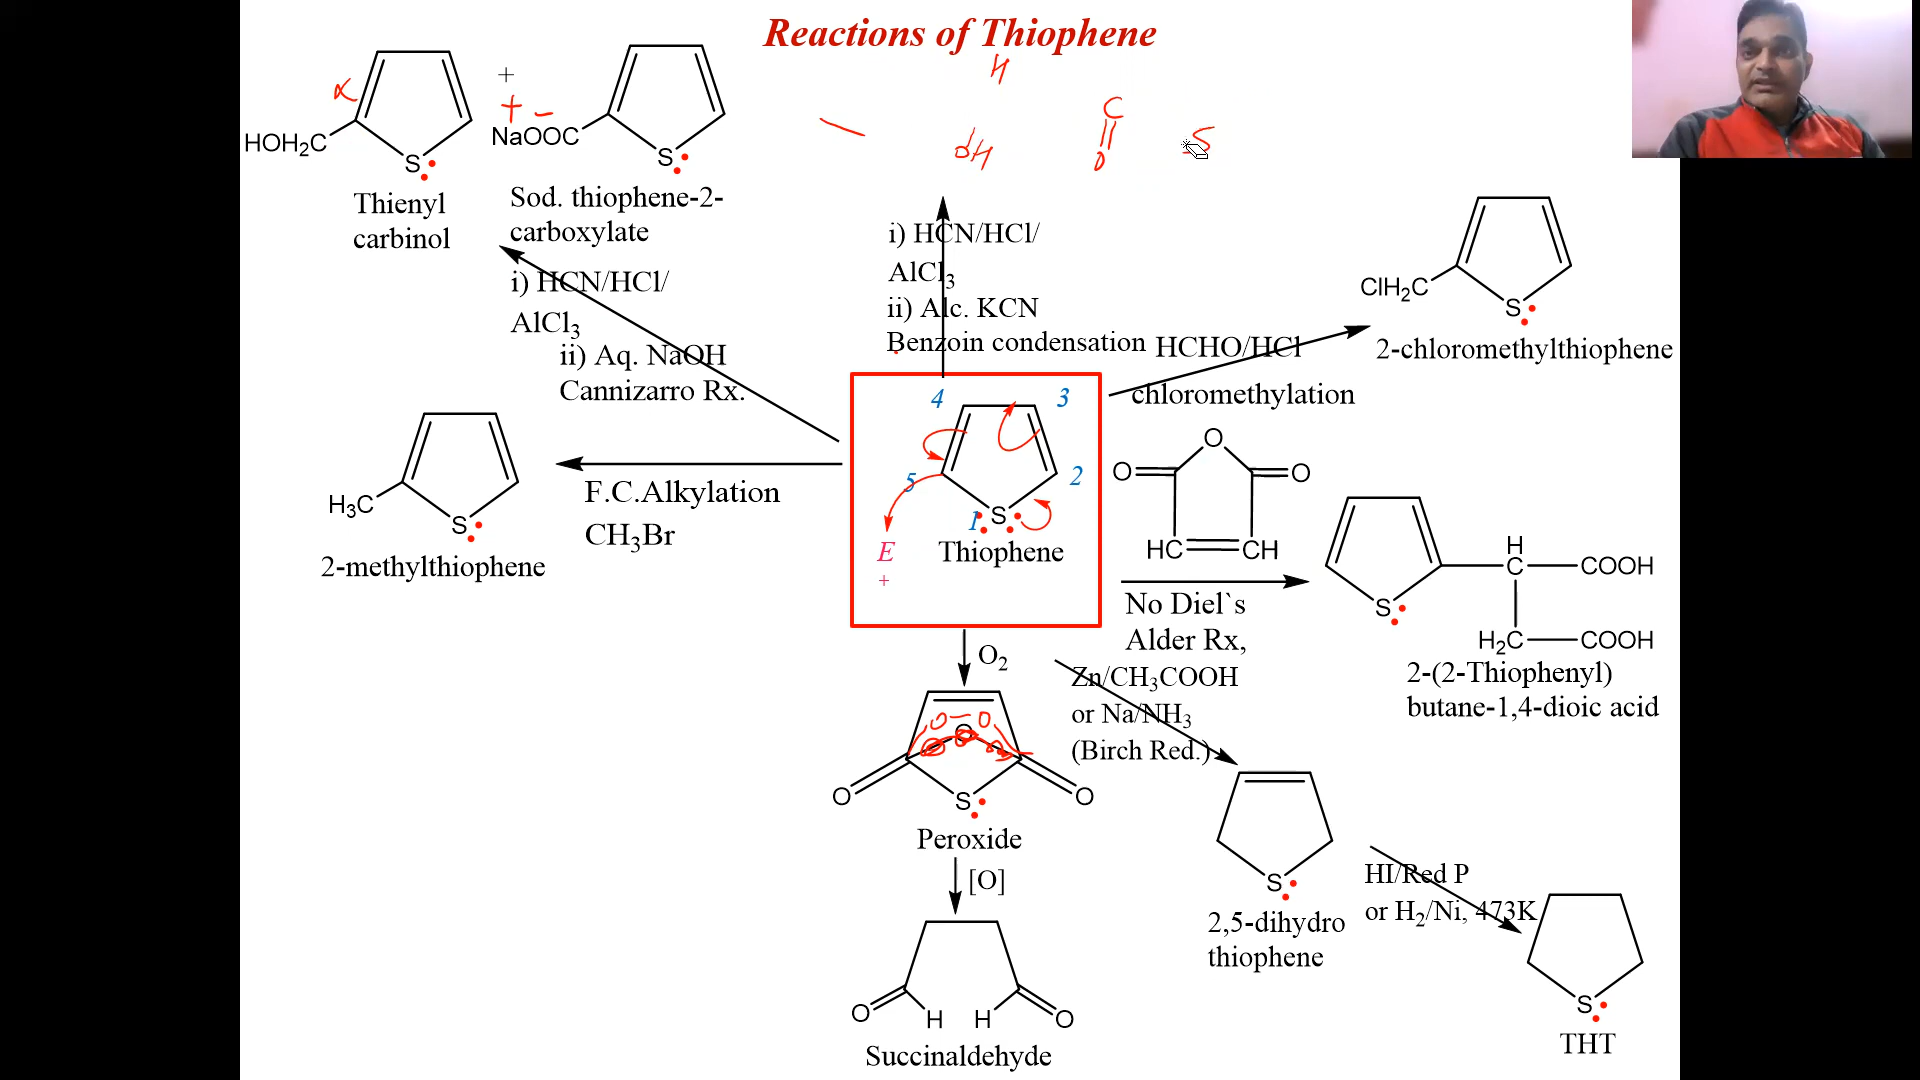 Reactions of Thiophene
H
C
O
OH
S
α
HOH₂C
S
Thienyl
carbinol
+
+ -
NaOOC
S
Sod. thiophene-2-
carboxylate
i) HCN/HCl/
AlCl₃
ii) Aq. NaOH
Cannizarro Rx.
i) HCN/HCl/
AlCl₃
ii) Alc. KCN
Benzoin condensation
HCHO/HCl
chloromethylation
ClH₂C
S
2-chloromethylthiophene
H₃C
S
2-methylthiophene
F.C.Alkylation
CH₃Br
4
3
5
2
1
S
E
+
Thiophene
O
O
O
HC
CH
No Diel`s
Alder Rx,
S
H
C
COOH
H₂C
COOH
2-(2-Thiophenyl)
butane-1,4-dioic acid
O₂
Zn/CH₃COOH
or Na/NH₃
(Birch Red.)
O - O
O
O
O
S
Peroxide
[O]
O
H
H
O
Succinaldehyde
S
2,5-dihydro
thiophene
HI/Red P
or H₂/Ni, 473K
S
THT